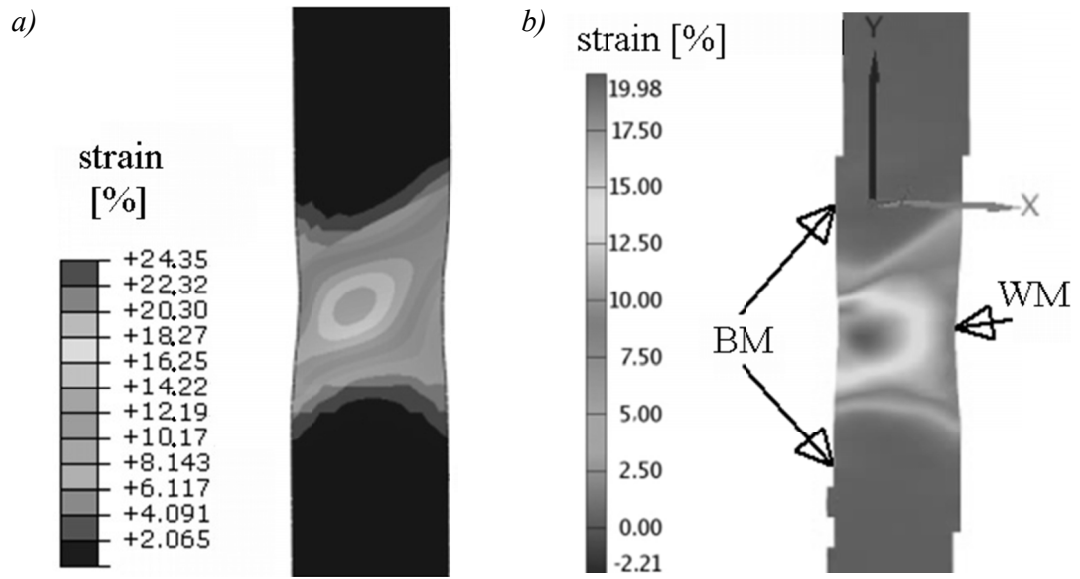 a)
strain
[%]
+24.35
+22.32
+20.30
+18.27
+16.25
+14.22
+12.19
+10.17
+8.143
+6.117
+4.091
+2.065
b)
strain [%]
19.98
17.50
15.00
12.50
10.00
7.50
5.00
2.50
0.00
-2.21
Y
X
WM
BM